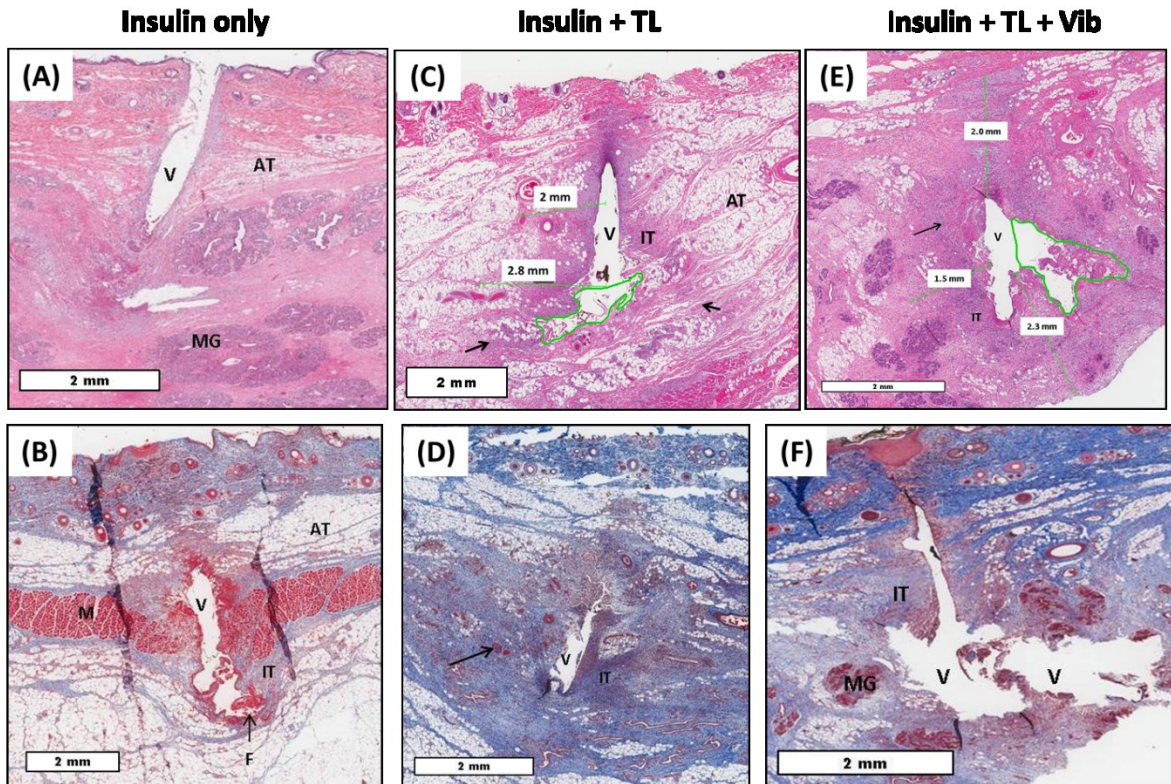 Insulin only
Insulin + TL
Insulin + TL + Vib
(A)
V
AT
MG
2 mm
(C)
2 mm
V
IT
AT
2.8 mm
2 mm
(E)
2.0 mm
V
1.5 mm
IT
2.3 mm
2 mm
(B)
AT
M
V
IT
F
2 mm
(D)
V
IT
2 mm
(F)
IT
MG
V
V
2 mm